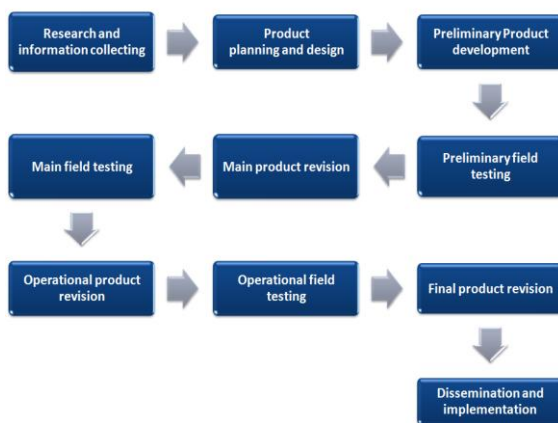 Research and
information collecting
Product
planning and design
Preliminary Product
development
Preliminary field
testing
Main product revision
Main field testing
Operational product
revision
Operational field
testing
Final product revision
Dissemination and
implementation